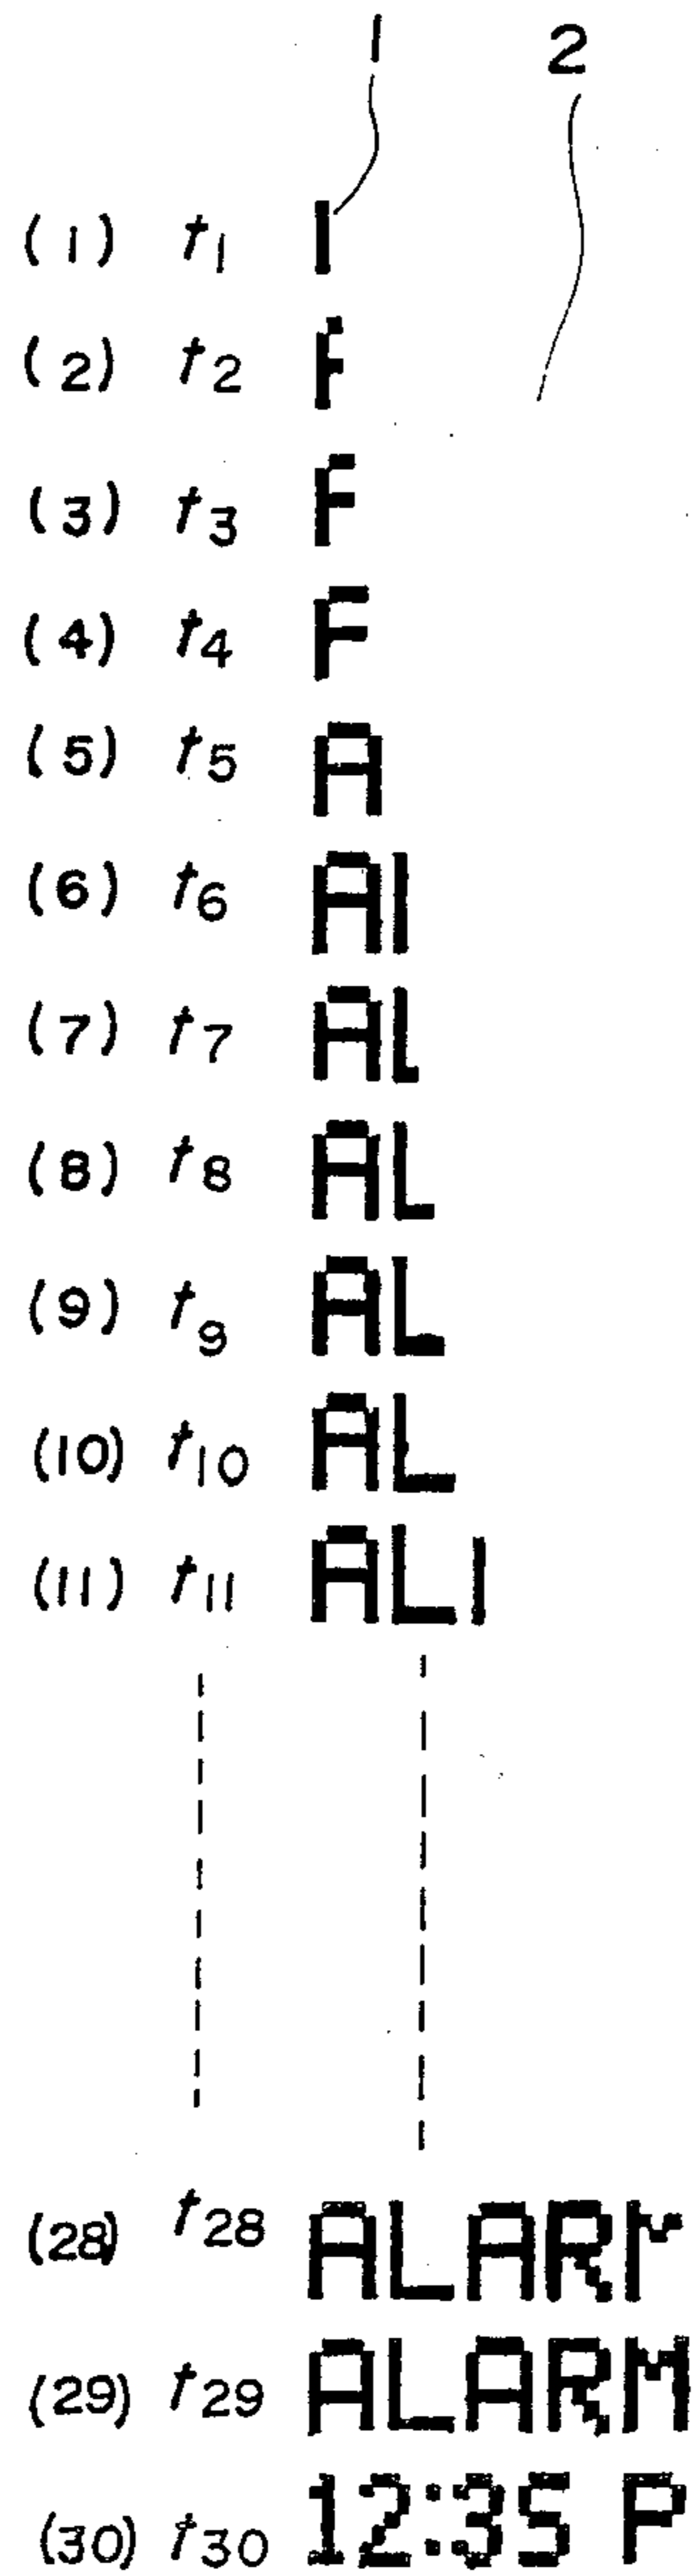 1 2
(1) t1 I
(2) t2 F
(3) t3 F
(4) t4 F
(5) t5 A
(6) t6 AI
(7) t7 AL
(8) t8 AL
(9) t9 AL
(10) t10 AL
(11) t11 ALI
(28) t28 ALARM
(29) t29 ALARM
(30) t30 12:35 P